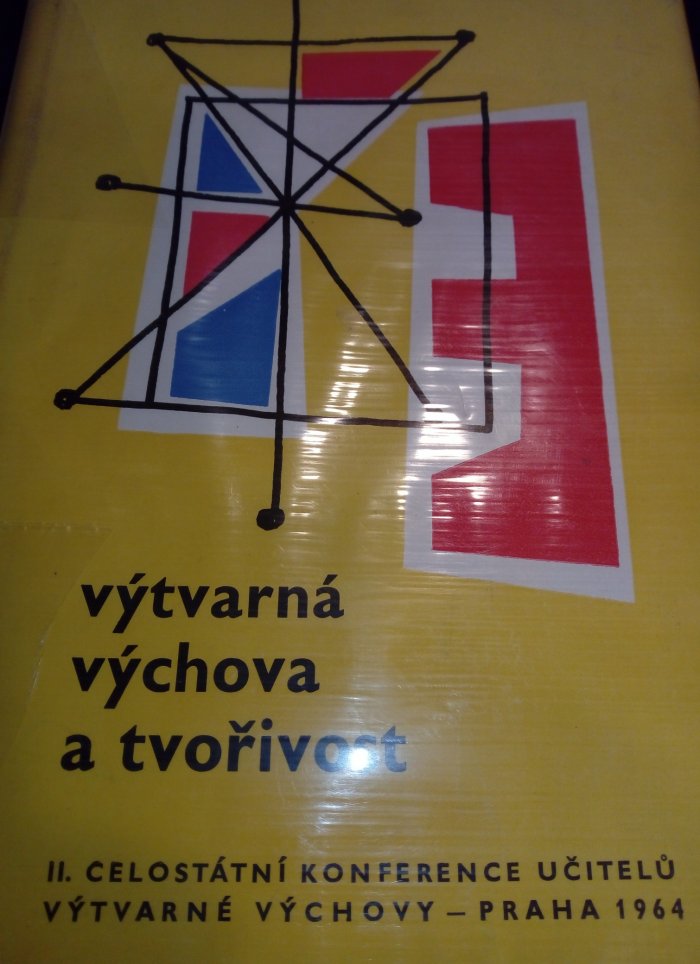 výtvarná
výchova
a tvořivost
II. CELOSTÁTNÍ KONFERENCE UČITELŮ
VÝTVARNÉ VÝCHOVY – PRAHA 1964